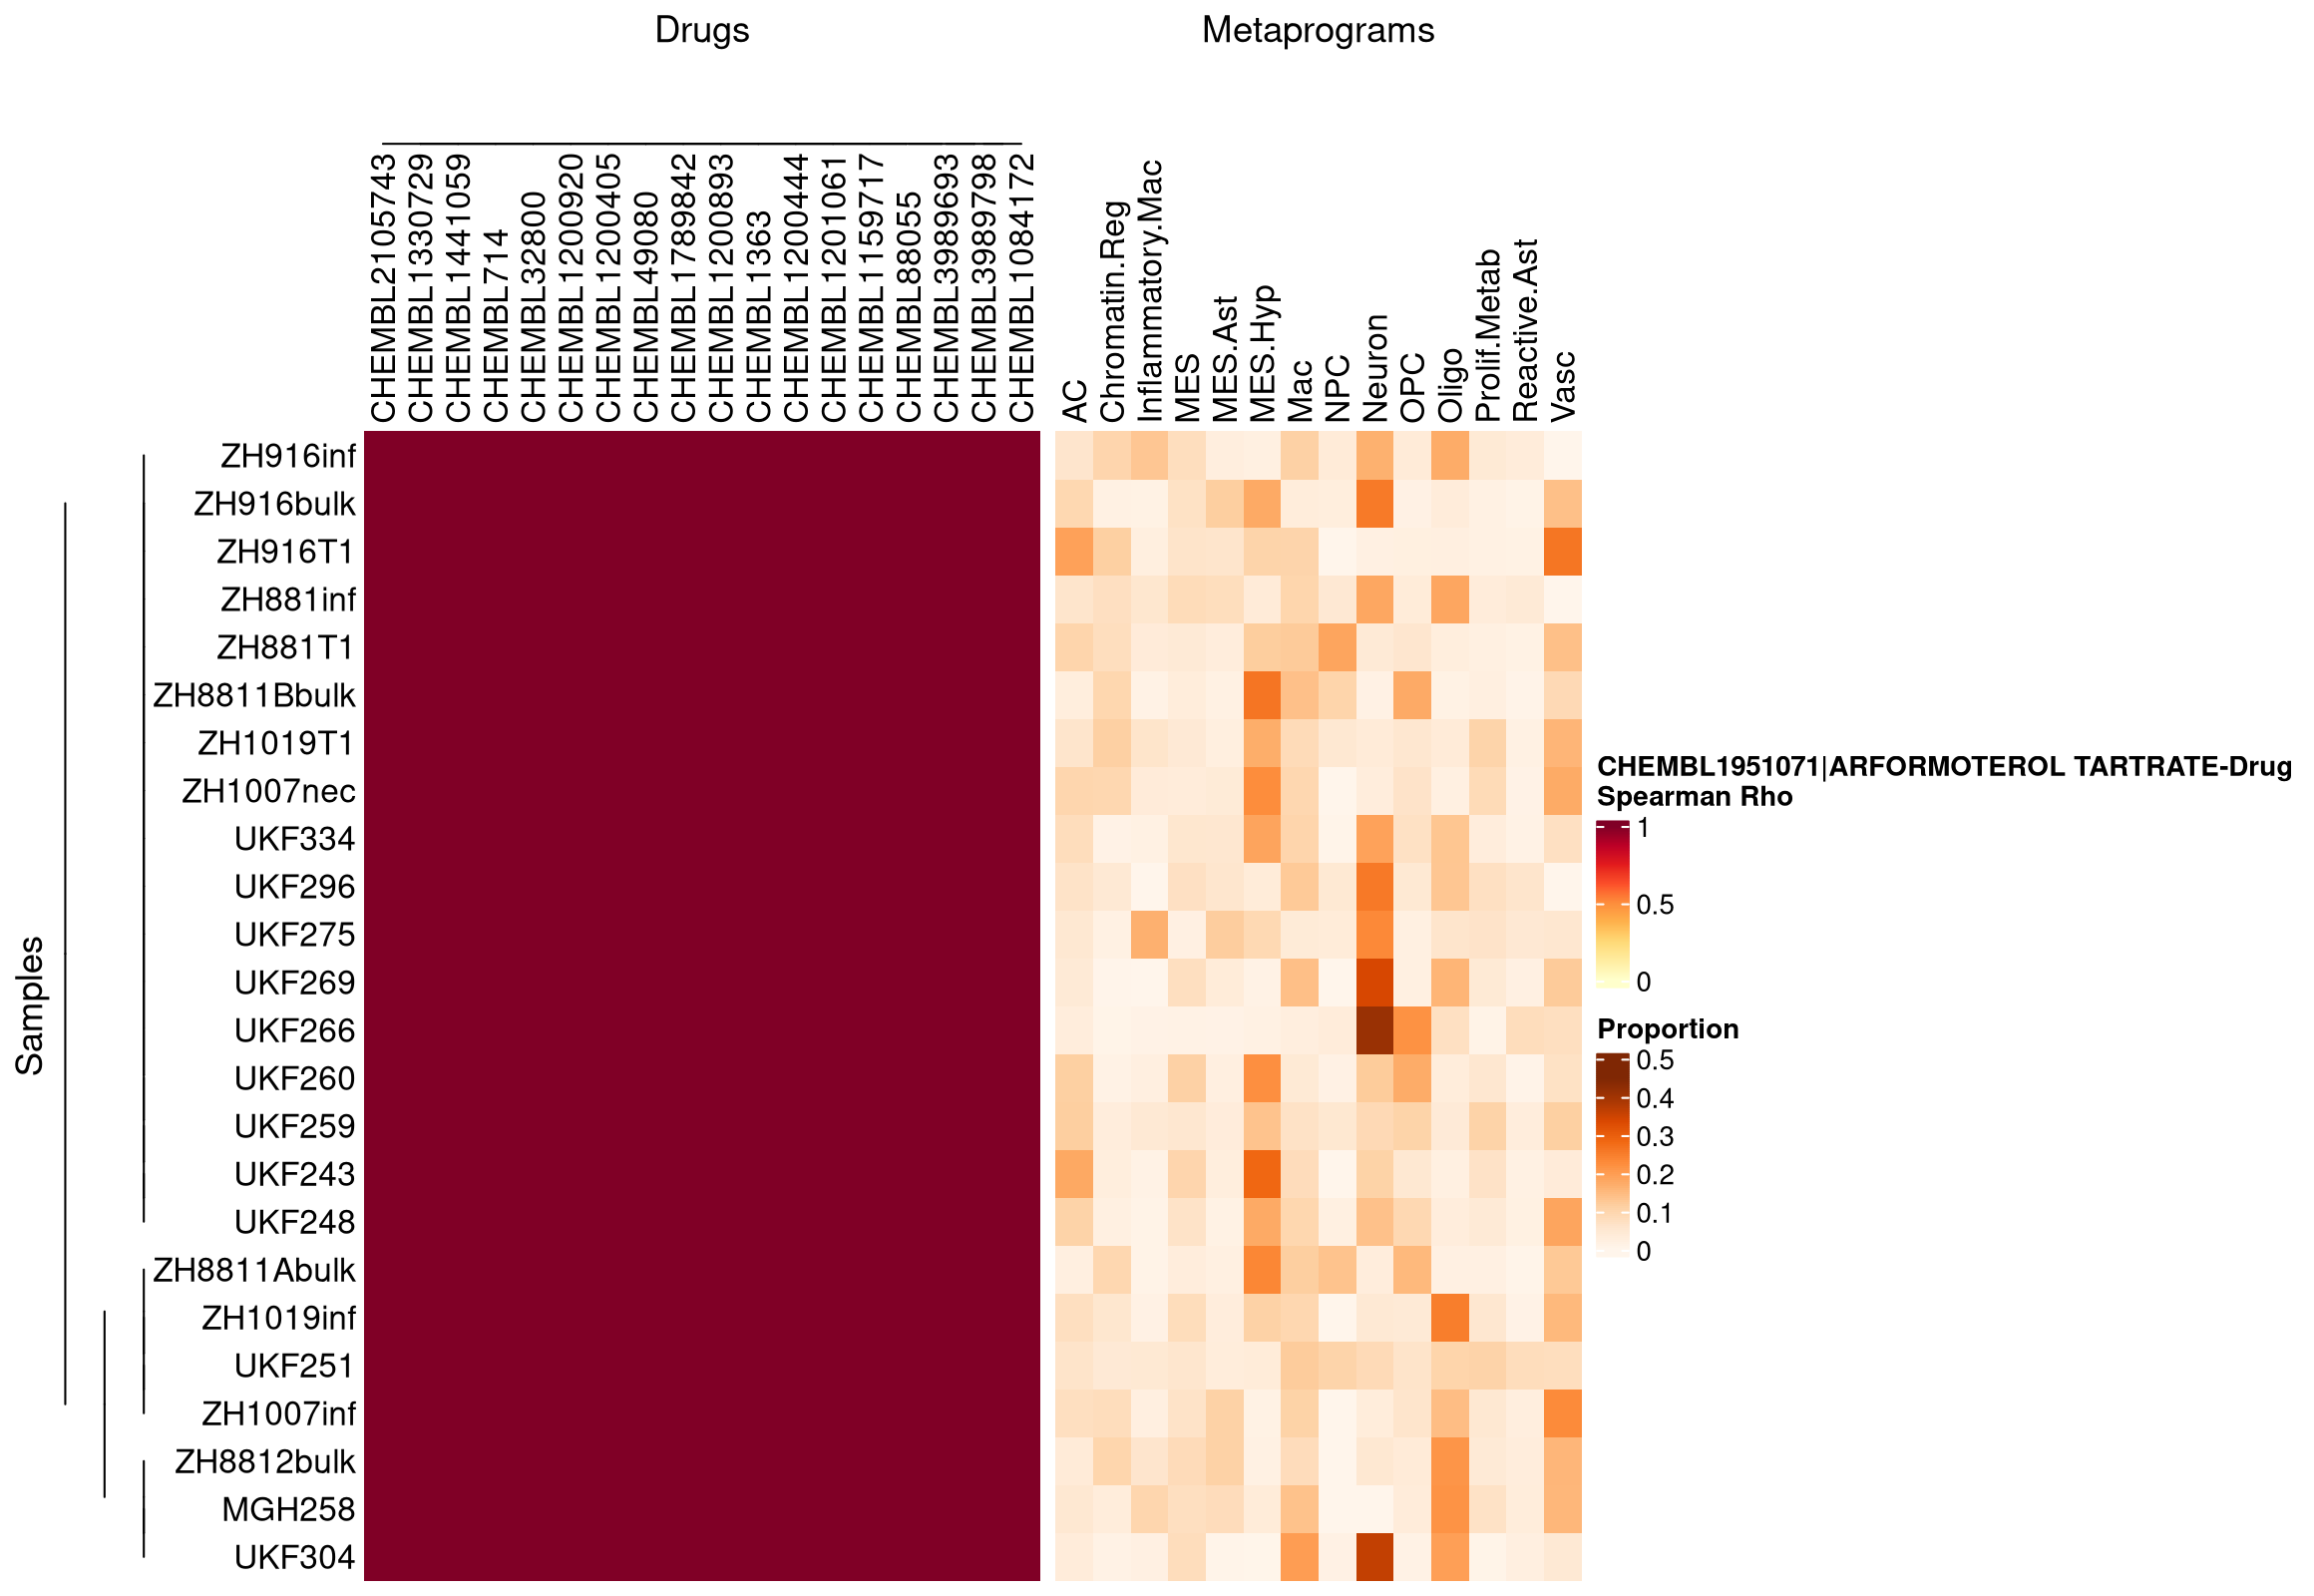 Drugs
Metaprograms
CHEMBL2105743
CHEMBL1330729
CHEMBL1441059
CHEMBL714
CHEMBL32800
CHEMBL1200920
CHEMBL1200405
CHEMBL49080
CHEMBL1789842
CHEMBL1200893
CHEMBL1363
CHEMBL1200444
CHEMBL1201061
CHEMBL1159717
CHEMBL88055
CHEMBL3989693
CHEMBL3989798
CHEMBL1084172
AC
Chromatin.Reg
Inflammatory.Mac
MES
MES.Ast
MES.Hyp
Mac
NPC
Neuron
OPC
Oligo
Prolif.Metab
Reactive.Ast
Vasc
Samples
ZH916inf
ZH916bulk
ZH916T1
ZH881inf
ZH881T1
ZH8811Bbulk
ZH1019T1
ZH1007nec
UKF334
UKF296
UKF275
UKF269
UKF266
UKF260
UKF259
UKF243
UKF248
ZH8811Abulk
ZH1019inf
UKF251
ZH1007inf
ZH8812bulk
MGH258
UKF304
CHEMBL1951071|ARFORMOTEROL TARTRATE-Drug
Spearman Rho
1
0.5
0
Proportion
0.5
0.4
0.3
0.2
0.1
0